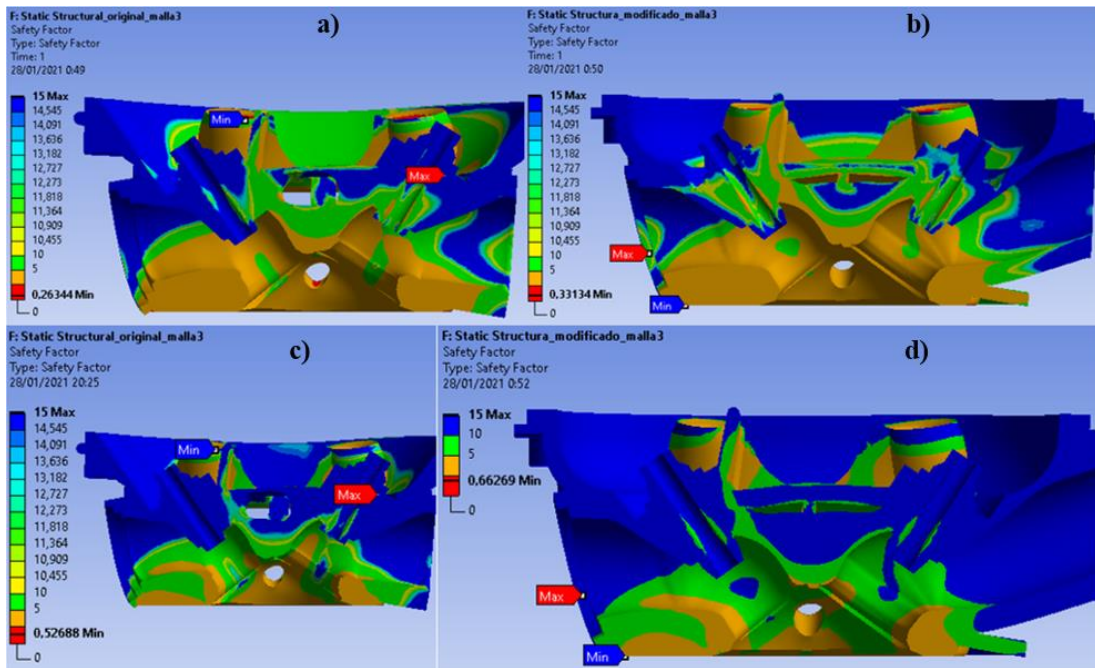 F: Static Structural_original_malla3
Safety Factor
Type: Safety Factor
Time: 1
28/01/2021 0:49
a)
15 Max
14,545
14,091
13,636
13,182
12,727
12,273
11,818
11,364
10,909
10,455
10
5
0,26344 Min
0
Min
Max
F: Static Structura_modificado_malla3
Safety Factor
Type: Safety Factor
Time: 1
28/01/2021 0:50
b)
15 Max
14,545
14,091
13,636
13,182
12,727
12,273
11,818
11,364
10,909
10,455
10
5
0,33134 Min
0
Max
Min
F: Static Structural_original_malla3
Safety Factor
Type: Safety Factor
28/01/2021 20:25
c)
15 Max
14,545
14,091
13,636
13,182
12,727
12,273
11,818
11,364
10,909
10,455
10
5
0,52688 Min
0
Min
Max
F: Static Structura_modificado_malla3
Safety Factor
Type: Safety Factor
28/01/2021 0:52
d)
15 Max
10
5
0,66269 Min
0
Max
Min